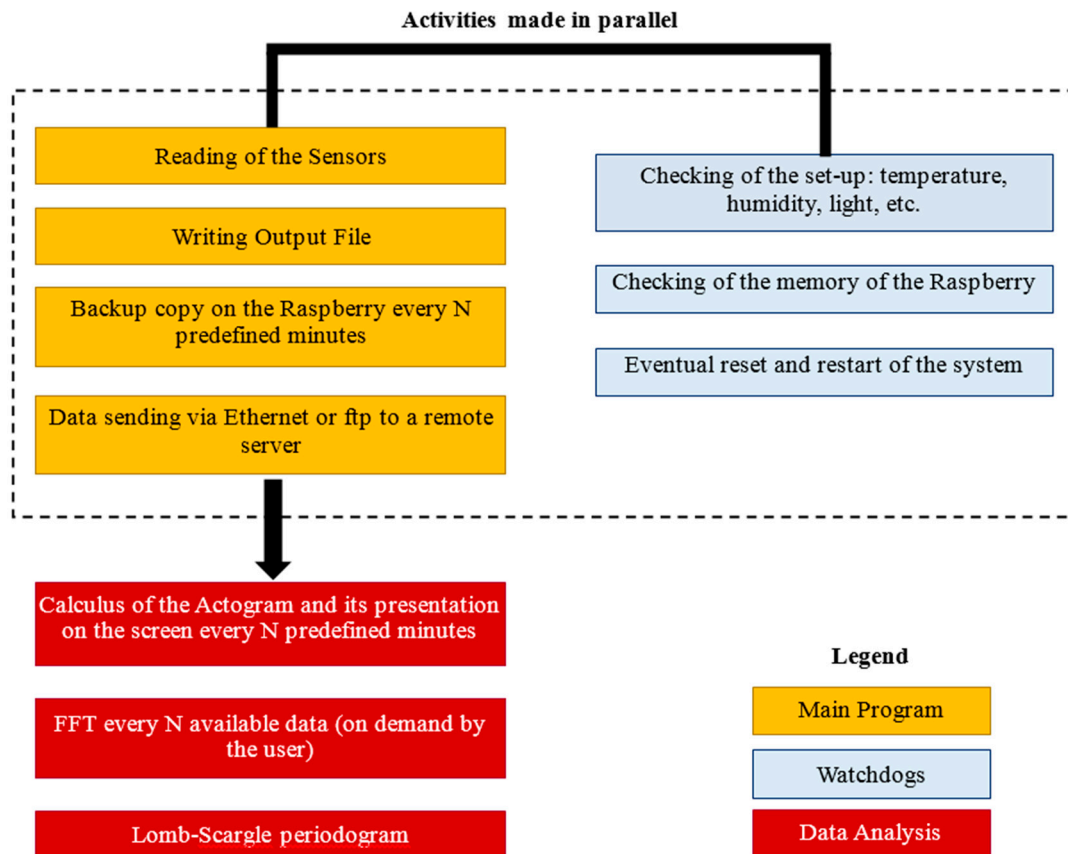 Activities made in parallel
Reading of the Sensors
Writing Output File
Backup copy on the Raspberry every N
predefined minutes
Data sending via Ethernet or ftp to a remote
server
Checking of the set-up: temperature,
humidity, light, etc.
Checking of the memory of the Raspberry
Eventual reset and restart of the system
Calculus of the Actogram and its presentation
on the screen every N predefined minutes
FFT every N available data (on demand by
the user)
Lomb-Scargle periodogram
Legend
Main Program
Watchdogs
Data Analysis